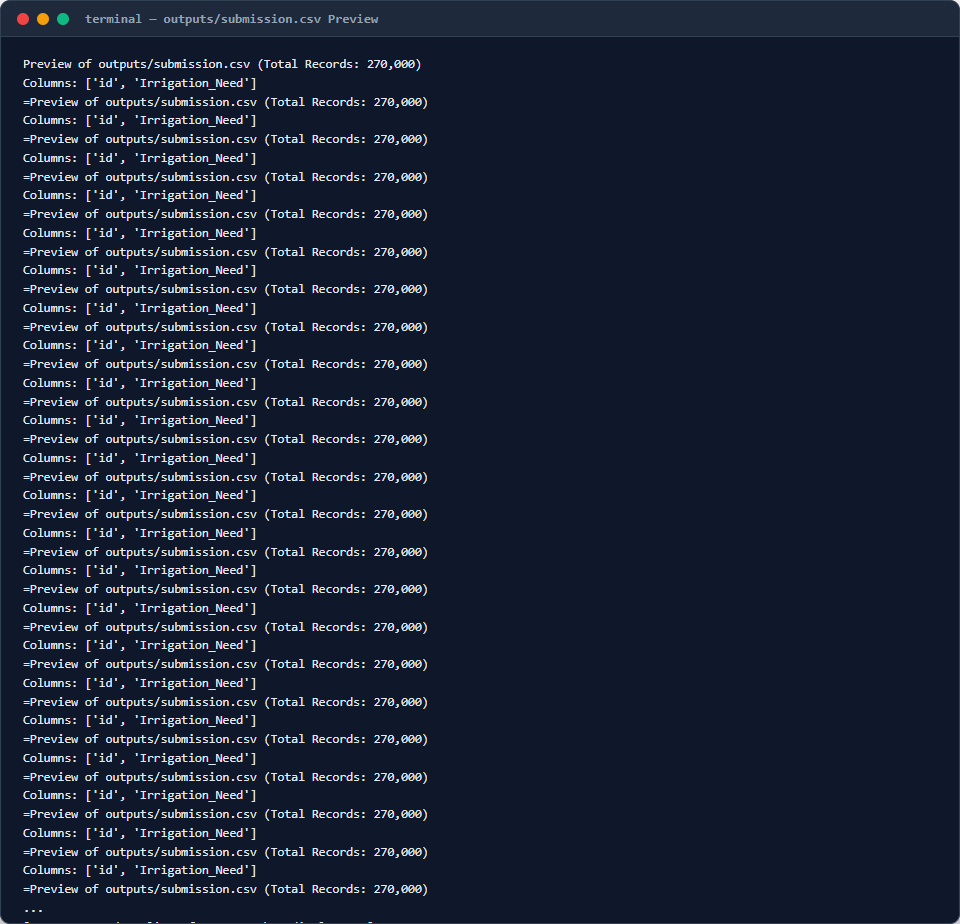 terminal — outputs/submission.csv Preview
Preview of outputs/submission.csv (Total Records: 270,000)
Columns: ['id', 'Irrigation_Need']
=Preview of outputs/submission.csv (Total Records: 270,000)
Columns: ['id', 'Irrigation_Need']
=Preview of outputs/submission.csv (Total Records: 270,000)
Columns: ['id', 'Irrigation_Need']
=Preview of outputs/submission.csv (Total Records: 270,000)
Columns: ['id', 'Irrigation_Need']
=Preview of outputs/submission.csv (Total Records: 270,000)
Columns: ['id', 'Irrigation_Need']
=Preview of outputs/submission.csv (Total Records: 270,000)
Columns: ['id', 'Irrigation_Need']
=Preview of outputs/submission.csv (Total Records: 270,000)
Columns: ['id', 'Irrigation_Need']
=Preview of outputs/submission.csv (Total Records: 270,000)
Columns: ['id', 'Irrigation_Need']
=Preview of outputs/submission.csv (Total Records: 270,000)
Columns: ['id', 'Irrigation_Need']
=Preview of outputs/submission.csv (Total Records: 270,000)
Columns: ['id', 'Irrigation_Need']
=Preview of outputs/submission.csv (Total Records: 270,000)
Columns: ['id', 'Irrigation_Need']
=Preview of outputs/submission.csv (Total Records: 270,000)
Columns: ['id', 'Irrigation_Need']
=Preview of outputs/submission.csv (Total Records: 270,000)
Columns: ['id', 'Irrigation_Need']
=Preview of outputs/submission.csv (Total Records: 270,000)
Columns: ['id', 'Irrigation_Need']
=Preview of outputs/submission.csv (Total Records: 270,000)
Columns: ['id', 'Irrigation_Need']
=Preview of outputs/submission.csv (Total Records: 270,000)
Columns: ['id', 'Irrigation_Need']
=Preview of outputs/submission.csv (Total Records: 270,000)
Columns: ['id', 'Irrigation_Need']
=Preview of outputs/submission.csv (Total Records: 270,000)
Columns: ['id', 'Irrigation_Need']
=Preview of outputs/submission.csv (Total Records: 270,000)
Columns: ['id', 'Irrigation_Need']
=Preview of outputs/submission.csv (Total Records: 270,000)
Columns: ['id', 'Irrigation_Need']
=Preview of outputs/submission.csv (Total Records: 270,000)
Columns: ['id', 'Irrigation_Need']
=Preview of outputs/submission.csv (Total Records: 270,000)
Columns: ['id', 'Irrigation_Need']
=Preview of outputs/submission.csv (Total Records: 270,000)
...